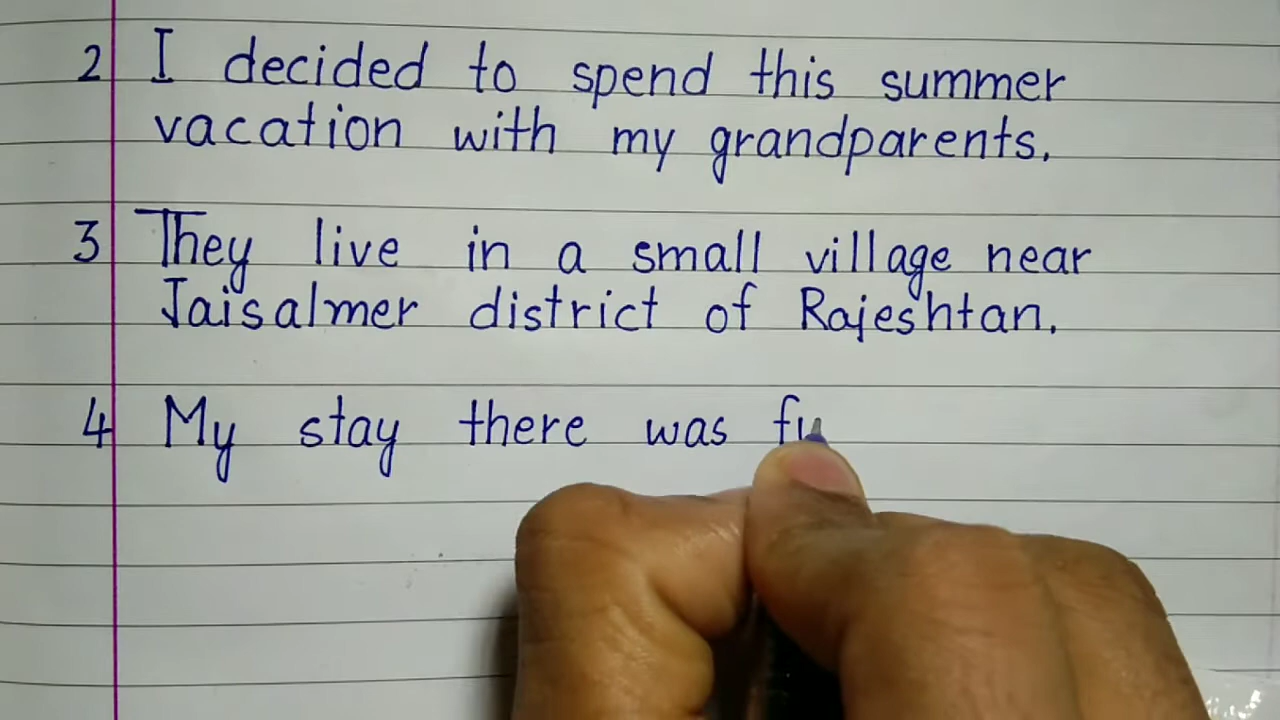 2 I decided to spend this summer
vacation with my grandparents.
3 They live in a small village near
Jaisalmer district of Rajeshtan.
4 My stay there was fu